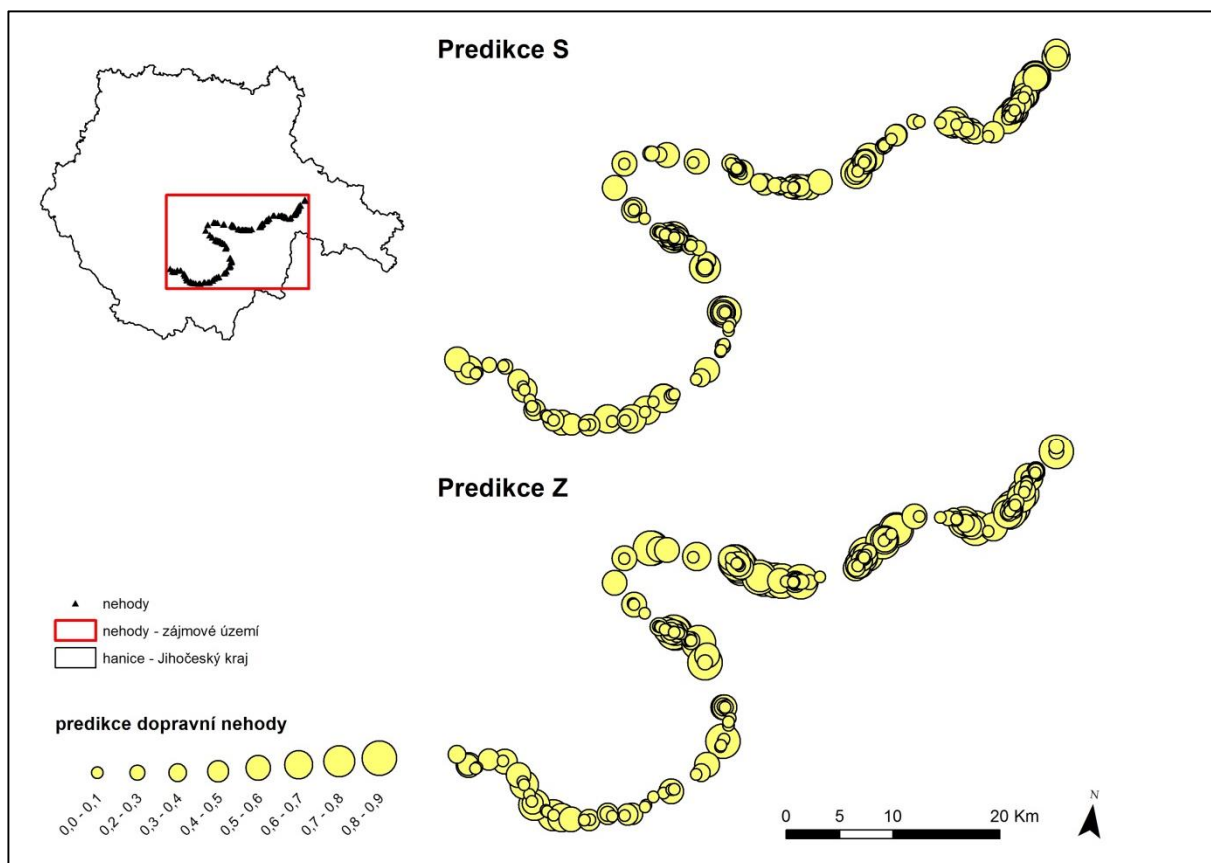 Predikce S
Predikce Z
nehody
nehody - zájmové území
hanice - Jihočeský kraj
predikce dopravní nehody
0,0 - 0,1
0,2 - 0,3
0,3 - 0,4
0,4 - 0,5
0,5 - 0,6
0,6 - 0,7
0,7 - 0,8
0,8 - 0,9
0 5 10 20 Km
N